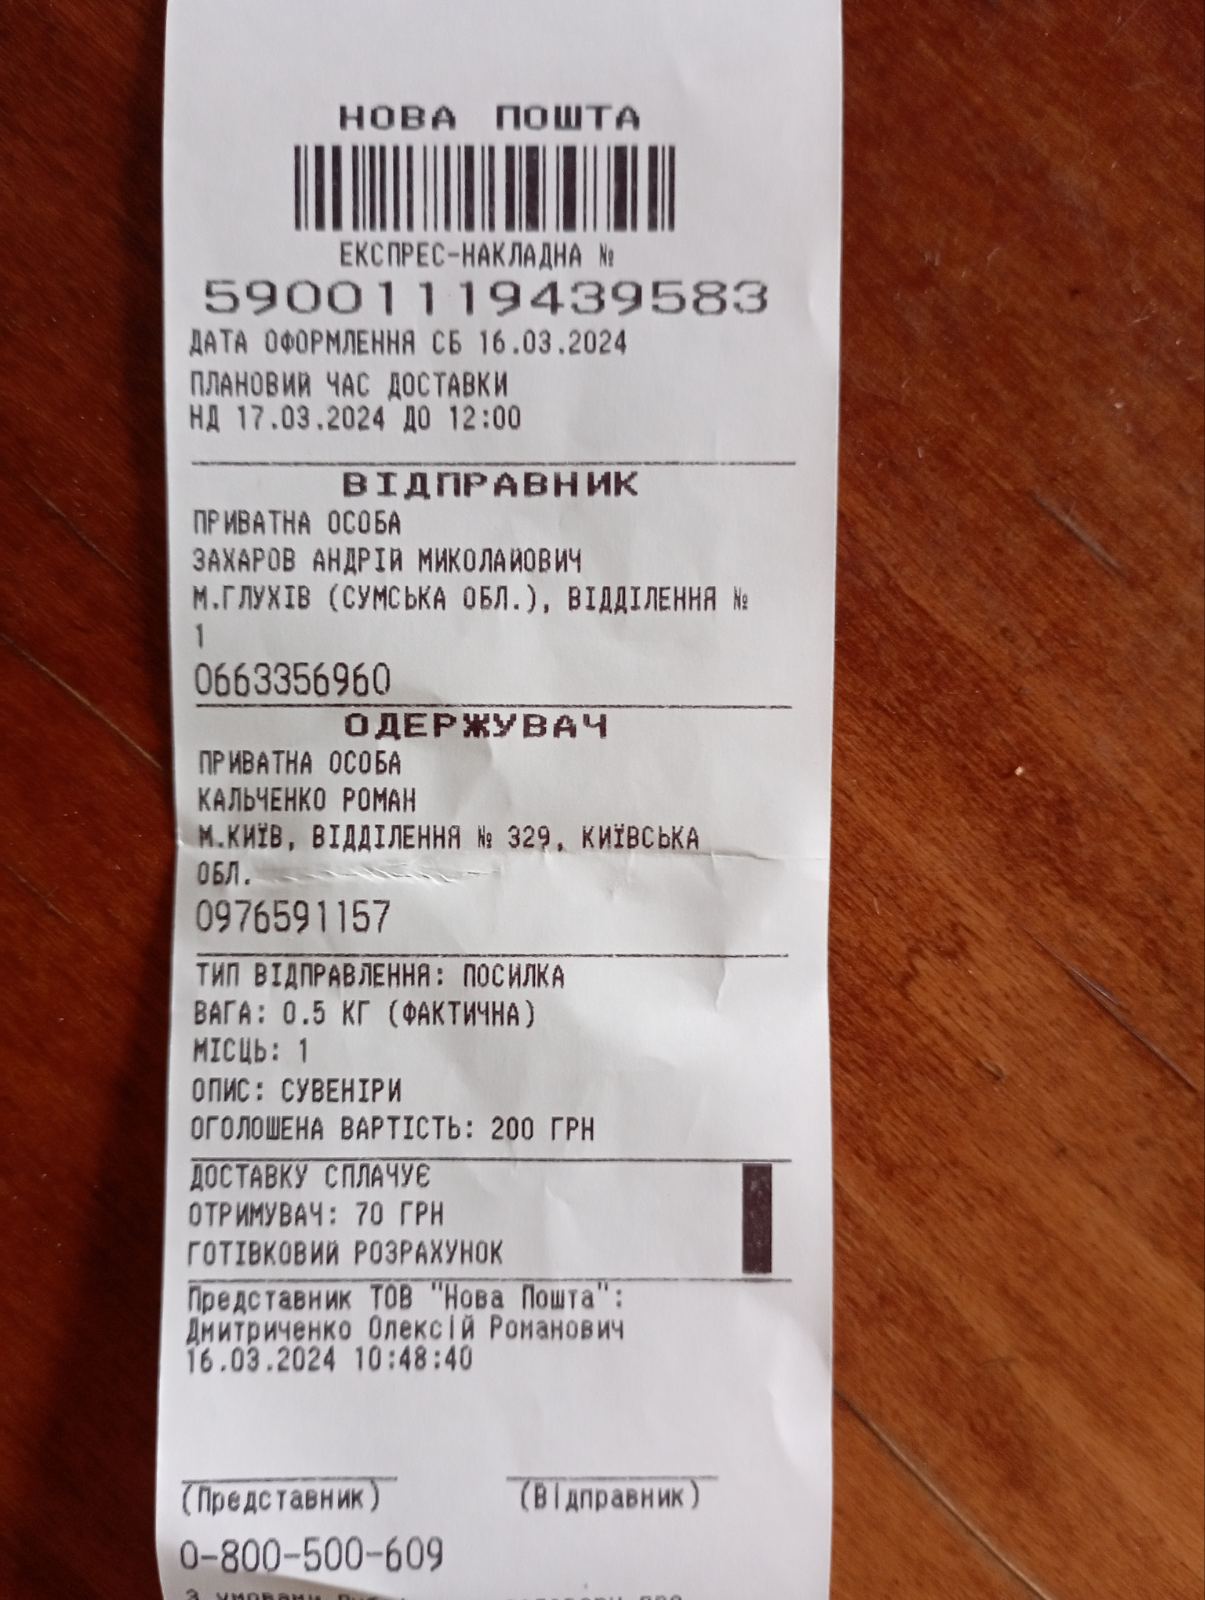 НОВА ПОШТА
ЕКСПРЕС-НАКЛАДНА №
59001119439583
ДАТА ОФОРМЛЕННЯ СБ 16.03.2024
ПЛАНОВИЙ ЧАС ДОСТАВКИ
НД 17.03.2024 ДО 12:00
ВІДПРАВНИК
ПРИВАТНА ОСОБА
ЗАХАРОВ АНДРІЙ МИКОЛАЙОВИЧ
М.ГЛУХІВ (СУМСЬКА ОБЛ.), ВІДДІЛЕННЯ №
1
0663356960
ОДЕРЖУВАЧ
ПРИВАТНА ОСОБА
КАЛЬЧЕНКО РОМАН
М.КИЇВ, ВІДДІЛЕННЯ № 329, КИЇВСЬКА
ОБЛ.
0976591157
ТИП ВІДПРАВЛЕННЯ: ПОСИЛКА
ВАГА: 0.5 КГ (ФАКТИЧНА)
МІСЦЬ: 1
ОПИС: СУВЕНІРИ
ОГОЛОШЕНА ВАРТІСТЬ: 200 ГРН
ДОСТАВКУ СПЛАЧУЄ
ОТРИМУВАЧ: 70 ГРН
ГОТІВКОВИЙ РОЗРАХУНОК
Представник ТОВ "Нова Пошта":
Дмитриченко Олексій Романович
16.03.2024 10:48:40
(Представник) (Відправник)
0-800-500-609
З умовами